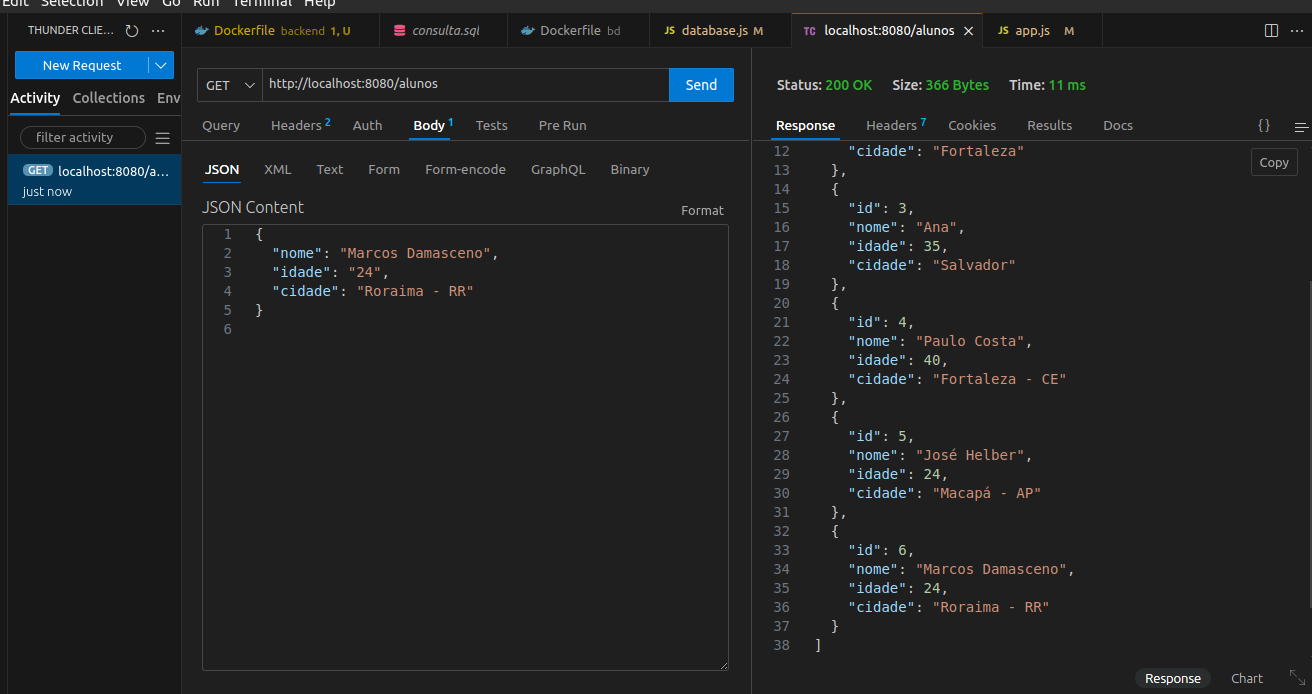 Edit Selection View Go Run Terminal Help
THUNDER CLIE... ···
Dockerfile backend 1, U
consulta.sql
Dockerfile bd
JS database.js M
TC localhost:8080/alunos ×
JS app.js M
···
New Request
Activity Collections Env
filter activity
GET localhost:8080/a...
just now
GET http://localhost:8080/alunos Send
Query Headers 2 Auth Body 1 Tests Pre Run
JSON XML Text Form Form-encode GraphQL Binary
JSON Content Format
1 {
2 "nome": "Marcos Damasceno",
3 "idade": "24",
4 "cidade": "Roraima - RR"
5 }
6
Status: 200 OK Size: 366 Bytes Time: 11 ms
Response Headers 7 Cookies Results Docs {}
Copy
12 "cidade": "Fortaleza"
13 },
14 {
15 "id": 3,
16 "nome": "Ana",
17 "idade": 35,
18 "cidade": "Salvador"
19 },
20 {
21 "id": 4,
22 "nome": "Paulo Costa",
23 "idade": 40,
24 "cidade": "Fortaleza - CE"
25 },
26 {
27 "id": 5,
28 "nome": "José Helber",
29 "idade": 24,
30 "cidade": "Macapá - AP"
31 },
32 {
33 "id": 6,
34 "nome": "Marcos Damasceno",
35 "idade": 24,
36 "cidade": "Roraima - RR"
37 }
38 ]
Response Chart